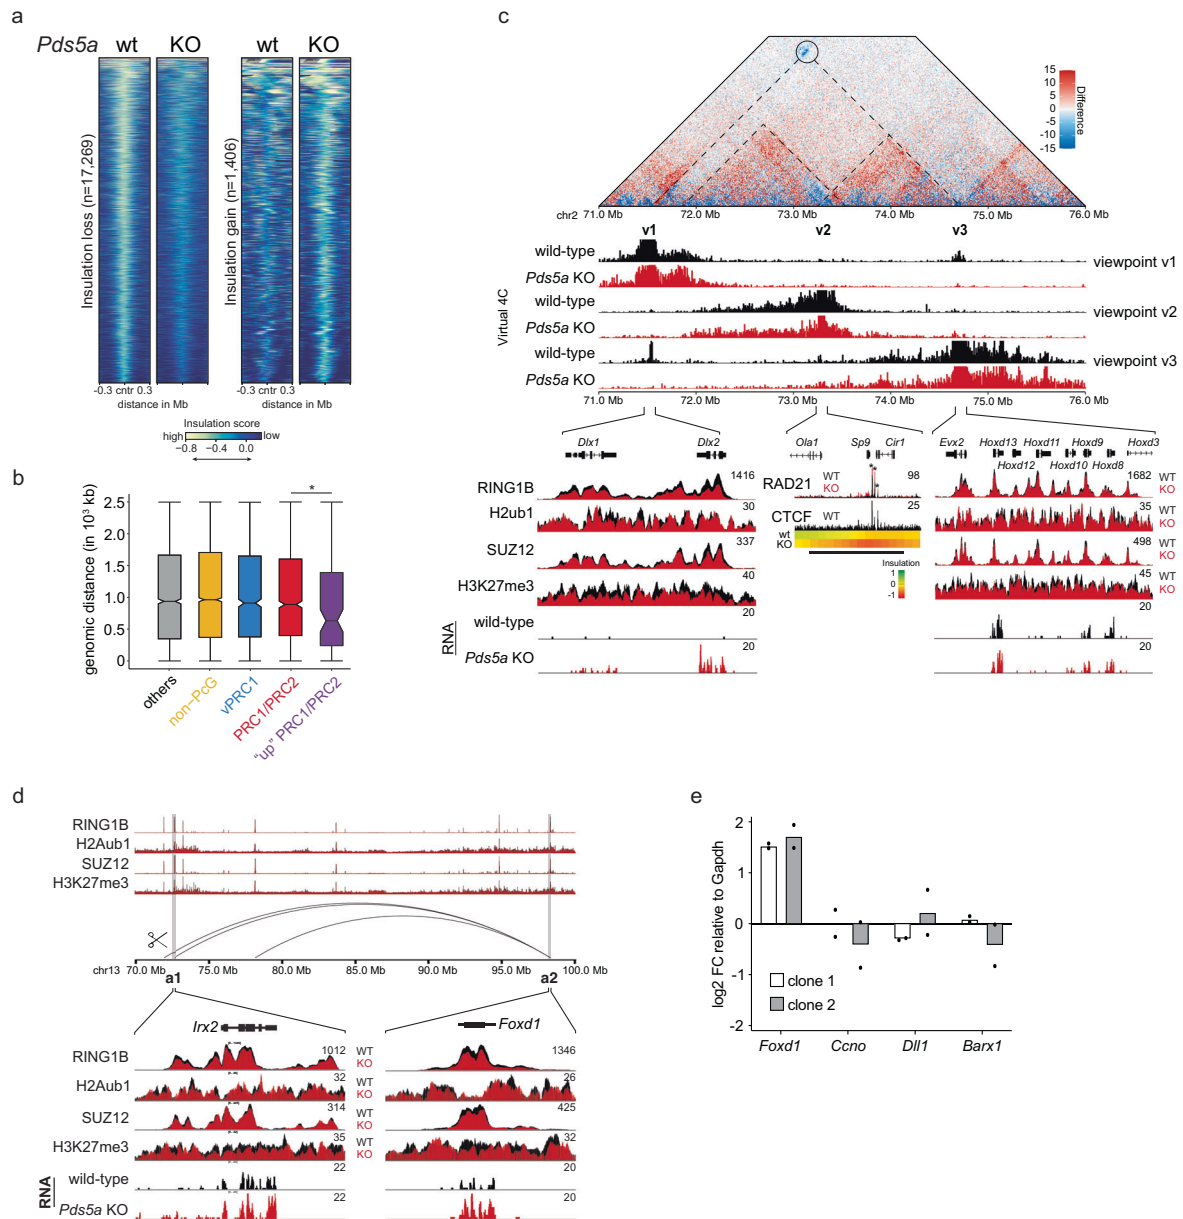 a
Pds5a wt KO wt KO
Insulation loss (n=17,269)
Insulation gain (n=1,406)
-0.3 cntr 0.3 -0.3 cntr 0.3
distance in Mb distance in Mb
Insulation score
high low
−0.8 −0.4 0.0
b
genomic distance (in 10³ kb)
2.5
2.0
1.5
1.0
0.5
0
*
others
non−PcG
vPRC1
PRC1/PRC2
“up” PRC1/PRC2
c
15
10
5
0
-5
-10
-15
Difference
chr2
71.0 Mb 72.0 Mb 73.0 Mb 74.0 Mb 75.0 Mb 76.0 Mb
v1 v2 v3
Virtual 4C
wild-type viewpoint v1
Pds5a KO
wild-type viewpoint v2
Pds5a KO
wild-type viewpoint v3
Pds5a KO
71.0 Mb 72.0 Mb 73.0 Mb 74.0 Mb 75.0 Mb 76.0 Mb
Dlx1 Dlx2
Ola1 Sp9 Cir1
Evx2 Hoxd13 Hoxd11 Hoxd9 Hoxd3
Hoxd12 Hoxd10 Hoxd8
RING1B 1416
H2ub1 30
SUZ12 337
H3K27me3 40
RNA
wild-type 20
Pds5a KO 20
RAD21 WT KO 98
CTCF WT 25
wt
KO
Insulation
1
0
-1
1682 WT KO
35 WT KO
498 WT KO
45 WT KO
20
20
d
RING1B
H2Aub1
SUZ12
H3K27me3
chr13 70.0 Mb 75.0 Mb 80.0 Mb 85.0 Mb 90.0 Mb 95.0 Mb 100.0 Mb
a1 a2
Irx2 Foxd1
RING1B 1012 WT KO 1346
H2Aub1 32 WT KO 26
SUZ12 314 WT KO 425
H3K27me3 35 WT KO 32
RNA
wild-type 22 20
Pds5a KO 22 20
e
log2 FC relative to Gapdh
2
1
0
-1
-2
clone 1
clone 2
Foxd1 Ccno Dll1 Barx1